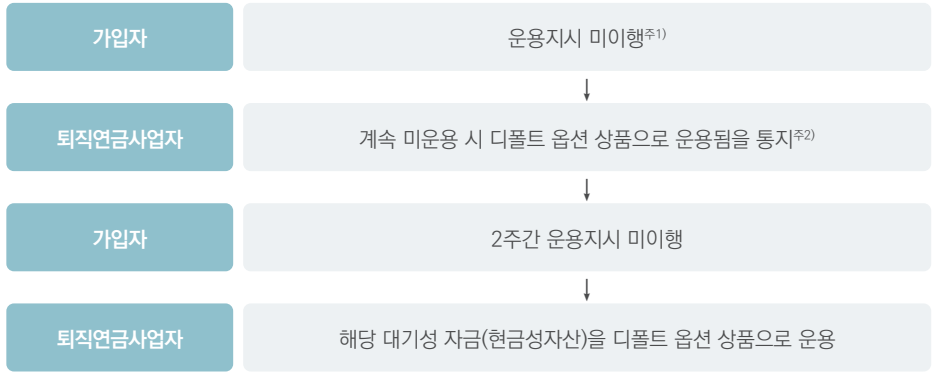 가입자
운용지시 미이행주1)
퇴직연금사업자
계속 미운용 시 디폴트 옵션 상품으로 운용됨을 통지주2)
가입자
2주간 운용지시 미이행
퇴직연금사업자
해당 대기성 자금(현금성자산)을 디폴트 옵션 상품으로 운용